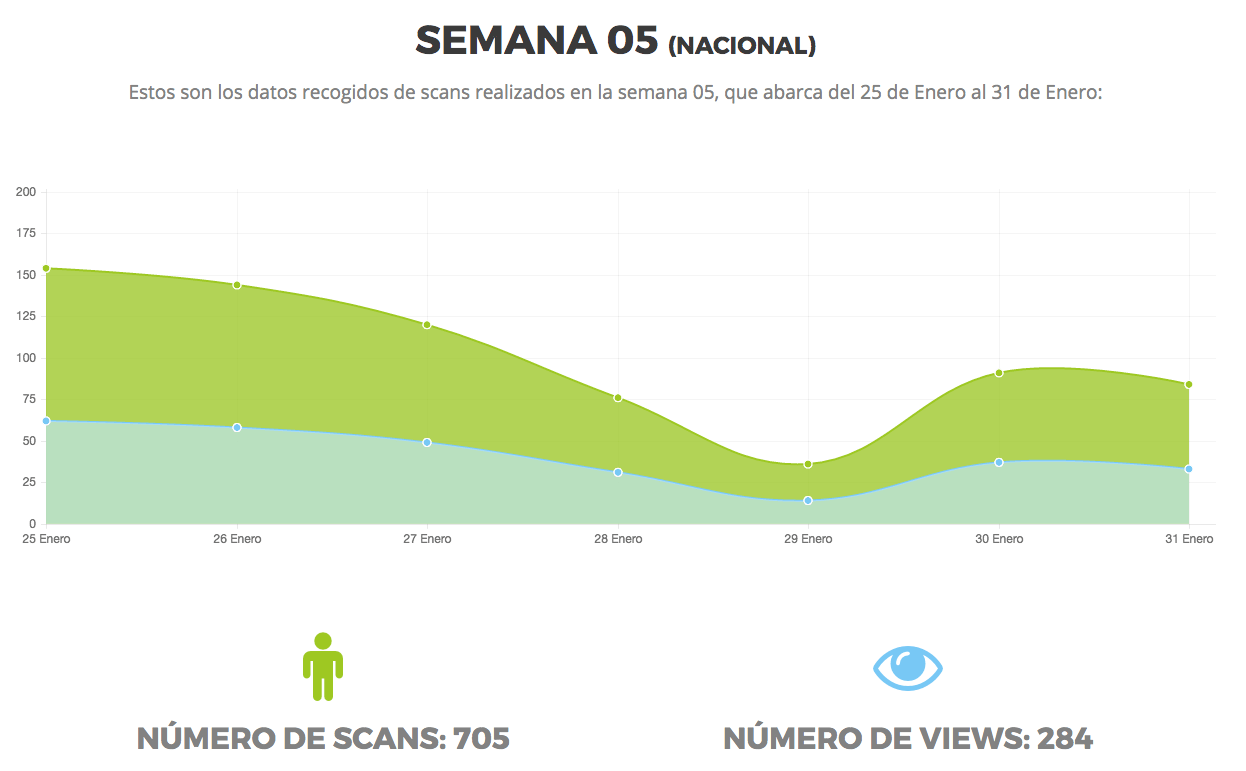 SEMANA 05 (NACIONAL)
Estos son los datos recogidos de scans realizados en la semana 05, que abarca del 25 de Enero al 31 de Enero:
200
175
150
125
100
75
50
25
0
25 Enero 26 Enero 27 Enero 28 Enero 29 Enero 30 Enero 31 Enero
NÚMERO DE SCANS: 705
NÚMERO DE VIEWS: 284